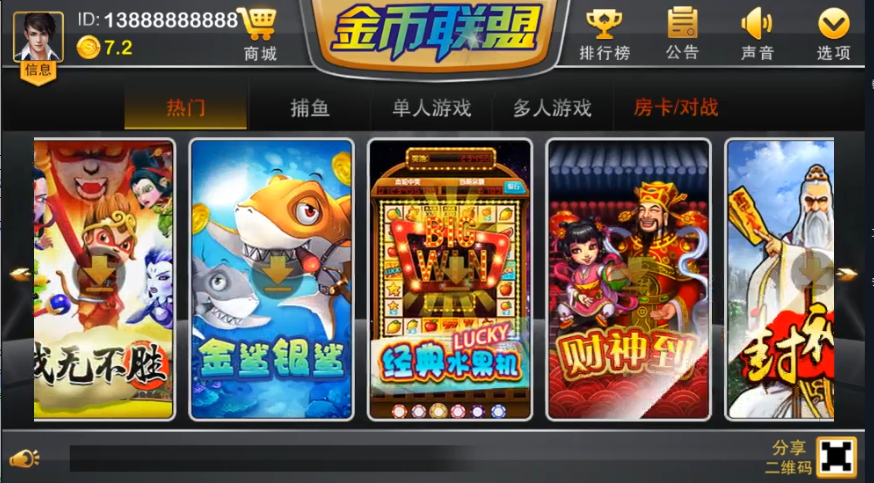 ID: 13888888888
7.2
信息
商城
金币联盟
排行榜
公告
声音
选项
热门
捕鱼
单人游戏
多人游戏
房卡/对战
战无不胜
金鲨银鲨
BIG
WIN
LUCKY
经典水果机
财神到
封神
分享
二维码